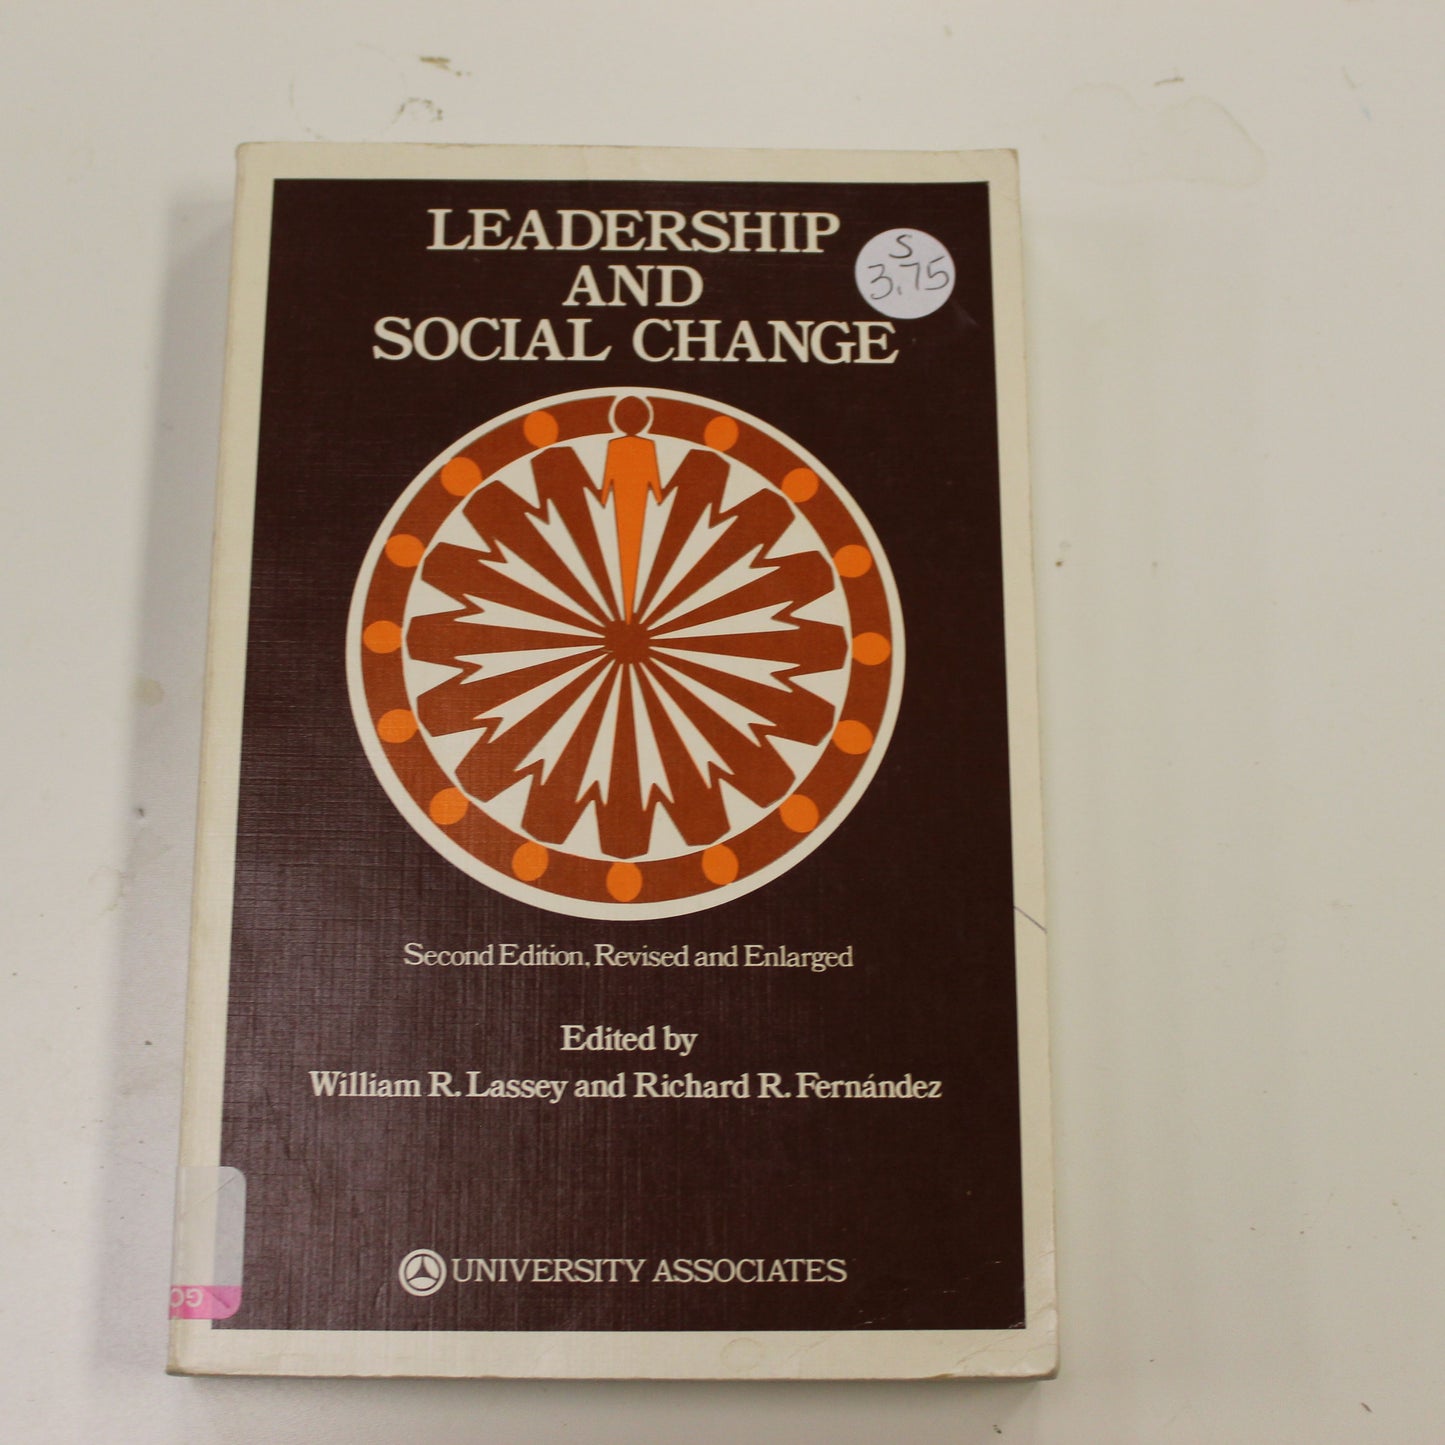 LEADERSHIP
AND
SOCIAL CHANGE
S
3.75
Second Edition, Revised and Enlarged
Edited by
William R. Lassey and Richard R. Fernández
UNIVERSITY ASSOCIATES